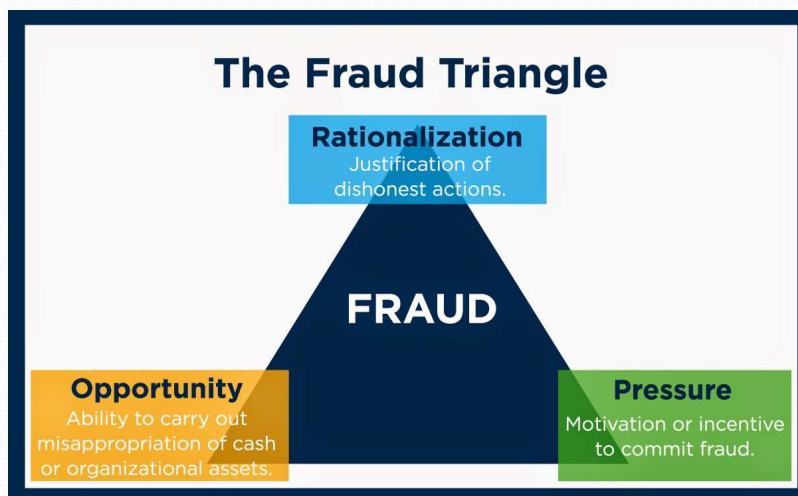 The Fraud Triangle
Rationalization
Justification of
dishonest actions.
FRAUD
Opportunity
Ability to carry out
misappropriation of cash
or organizational assets.
Pressure
Motivation or incentive
to commit fraud.